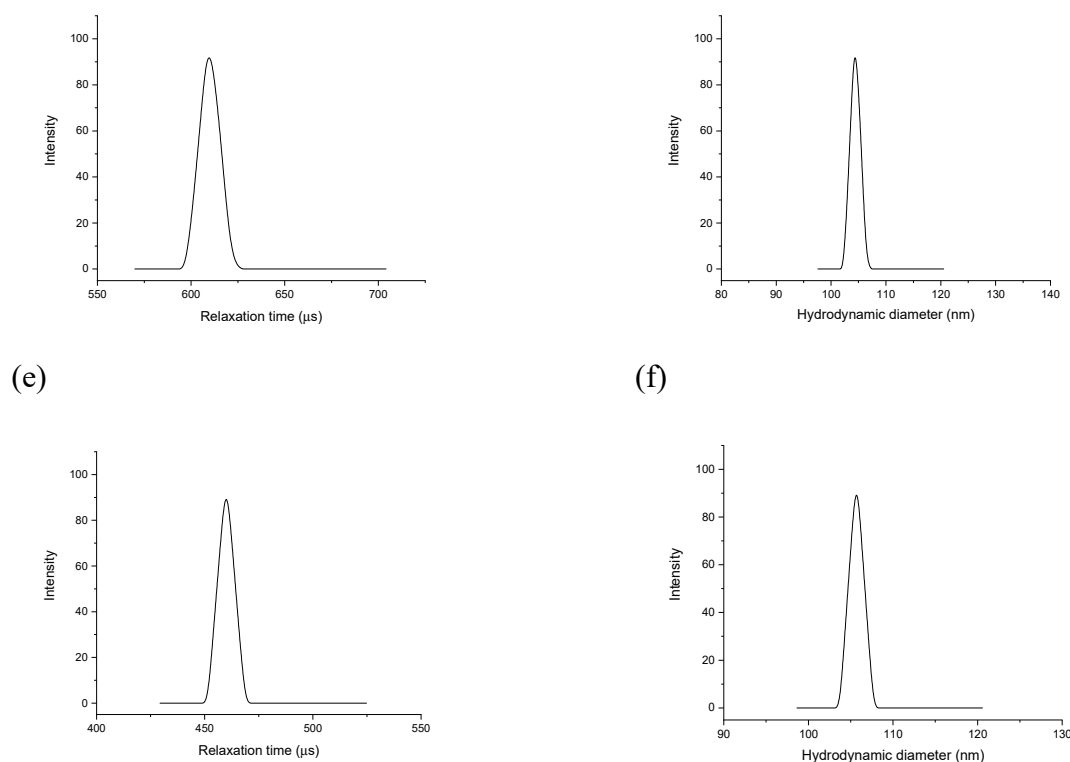 100
80
60
40
20
0
Intensity
550 600 650 700
Relaxation time (μs)
100
80
60
40
20
0
Intensity
80 90 100 110 120 130 140
Hydrodynamic diameter (nm)
(e)
(f)
100
80
60
40
20
0
Intensity
400 450 500 550
Relaxation time (μs)
100
80
60
40
20
0
Intensity
90 100 110 120 130
Hydrodynamic diameter (nm)